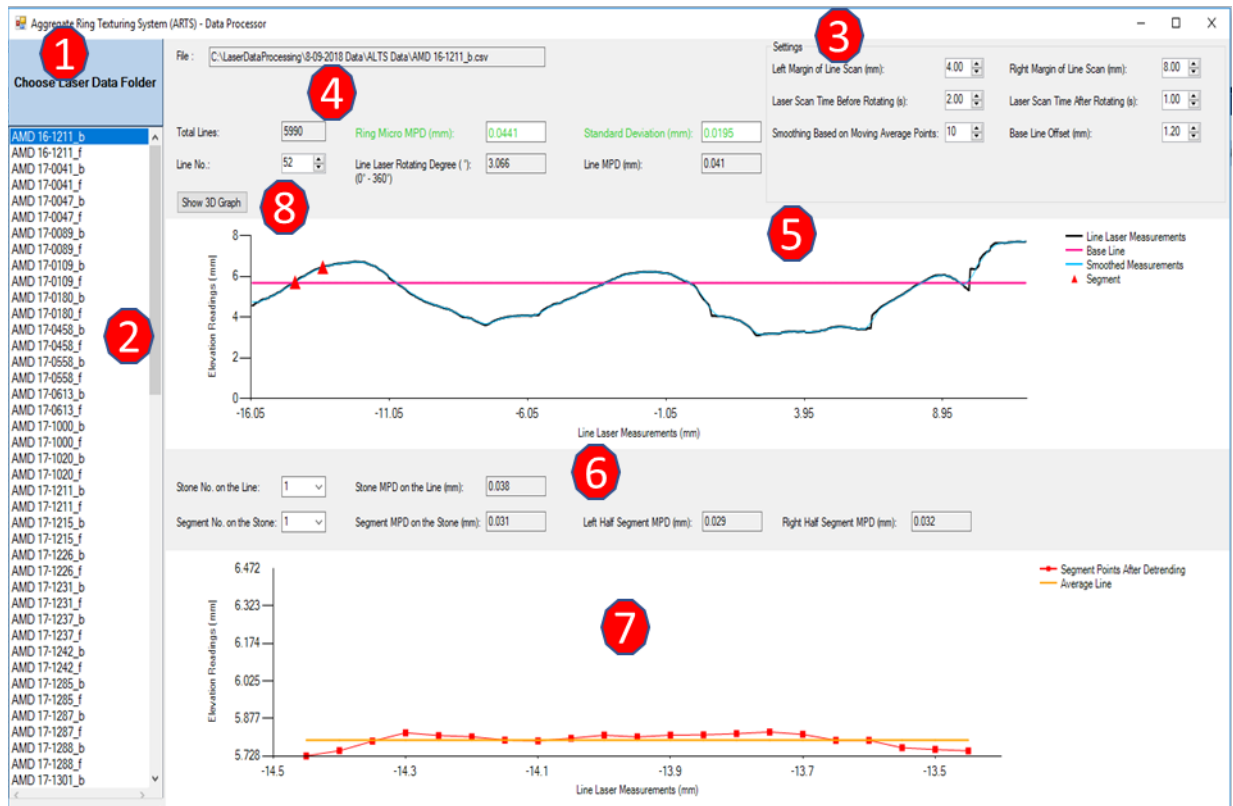 Aggregate Ring Texturing System (ARTS) - Data Processor
1
Choose Laser Data Folder
File : C:\LaserDataProcessing\8-09-2018 Data\ALTS Data\AMD 16-1211_b.csv
3
Settings
Left Margin of Line Scan (mm): 4.00 Right Margin of Line Scan (mm): 8.00
Laser Scan Time Before Rotating (s): 2.00 Laser Scan Time After Rotating (s): 1.00
Smoothing Based on Moving Average Points: 10 Base Line Offset (mm): 1.20
4
Total Lines: 5990 Ring Micro MPD (mm): 0.0441 Standard Deviation (mm): 0.0195
Line No.: 52 Line Laser Rotating Degree (°): 3.066 Line MPD (mm): 0.041
(0° - 360°)
Show 3D Graph
8
2
AMD 16-1211_b
AMD 16-1211_f
AMD 17-0041_b
AMD 17-0041_f
AMD 17-0047_b
AMD 17-0047_f
AMD 17-0089_b
AMD 17-0089_f
AMD 17-0109_b
AMD 17-0109_f
AMD 17-0180_b
AMD 17-0180_f
AMD 17-0458_b
AMD 17-0458_f
AMD 17-0558_b
AMD 17-0558_f
AMD 17-0613_b
AMD 17-0613_f
AMD 17-1000_b
AMD 17-1000_f
AMD 17-1020_b
AMD 17-1020_f
AMD 17-1211_b
AMD 17-1211_f
AMD 17-1215_b
AMD 17-1215_f
AMD 17-1226_b
AMD 17-1226_f
AMD 17-1231_b
AMD 17-1231_f
AMD 17-1237_b
AMD 17-1237_f
AMD 17-1242_b
AMD 17-1242_f
AMD 17-1285_b
AMD 17-1285_f
AMD 17-1287_b
AMD 17-1287_f
AMD 17-1288_b
AMD 17-1288_f
AMD 17-1301_b
5
Line Laser Measurements
Base Line
Smoothed Measurements
Segment
Elevation Readings (mm)
8
6
4
2
0
-16.05 -11.05 -6.05 -1.05 3.95 8.95
Line Laser Measurements (mm)
6
Stone No. on the Line: 1 Stone MPD on the Line (mm): 0.038
Segment No. on the Stone: 1 Segment MPD on the Stone (mm): 0.031 Left Half Segment MPD (mm): 0.029 Right Half Segment MPD (mm): 0.032
7
Segment Points After Detrending
Average Line
Elevation Readings (mm)
6.472
6.323
6.174
6.025
5.877
5.728
-14.5 -14.3 -14.1 -13.9 -13.7 -13.5
Line Laser Measurements (mm)